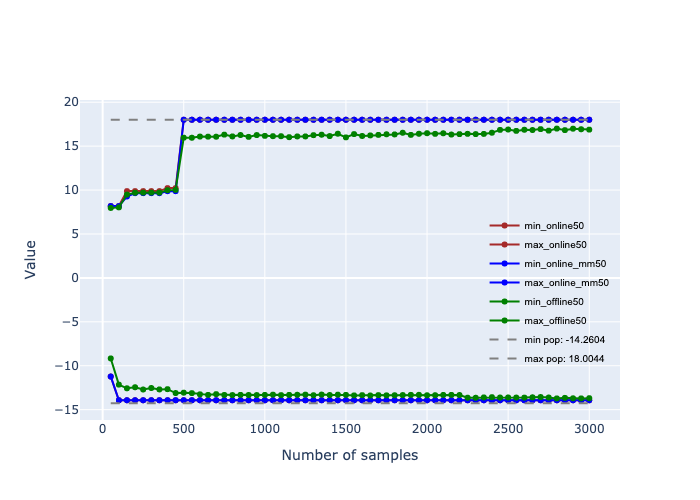 20
15
10
5
0
−5
−10
−15
Value
min_online50
max_online50
min_online_mm50
max_online_mm50
min_offline50
max_offline50
min pop: -14.2604
max pop: 18.0044
0 500 1000 1500 2000 2500 3000
Number of samples